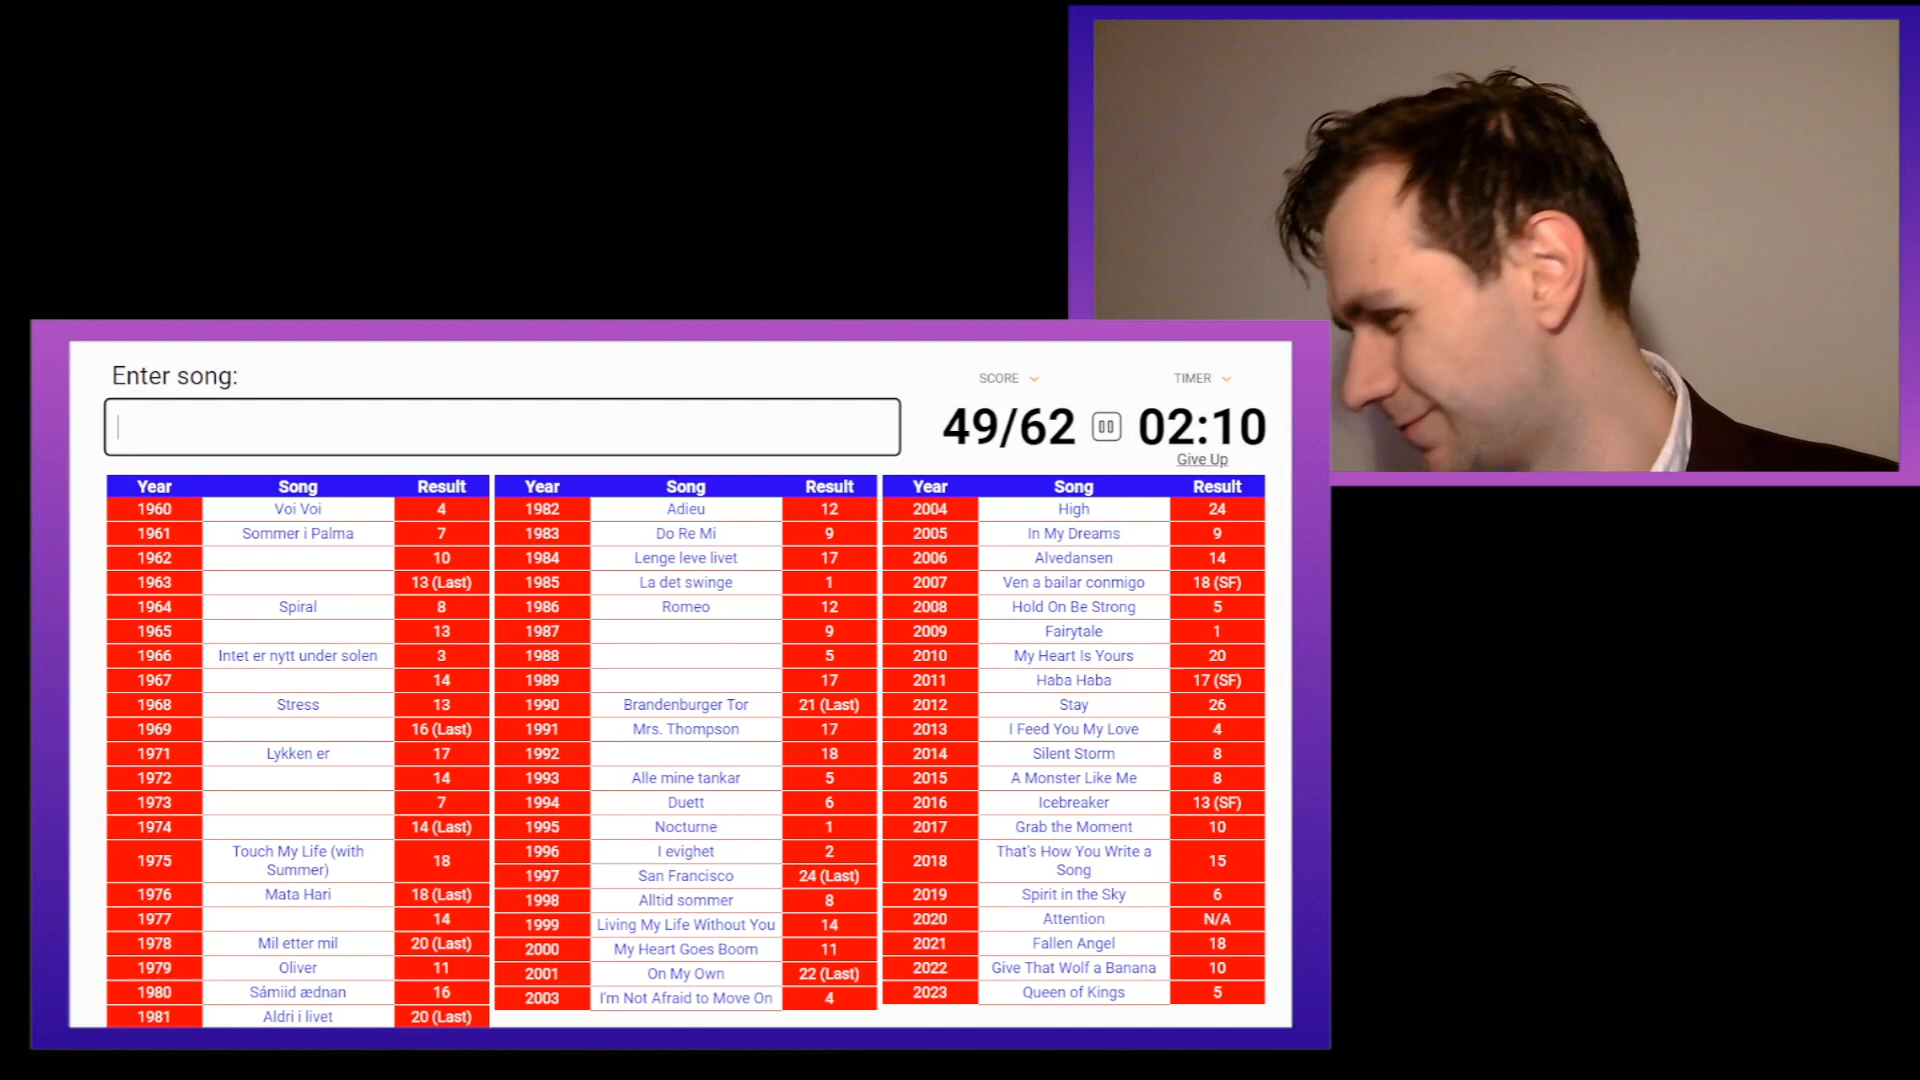 Enter song:
SCORE
TIMER
49/62
02:10
Give Up
Year Song Result
1960 Voi Voi 4
1961 Sommer i Palma 7
1962 10
1963 13 (Last)
1964 Spiral 8
1965 13
1966 Intet er nytt under solen 3
1967 14
1968 Stress 13
1969 16 (Last)
1971 Lykken er 17
1972 14
1973 7
1974 14 (Last)
1975 Touch My Life (with
Summer) 18
1976 Mata Hari 18 (Last)
1977 14
1978 Mil etter mil 20 (Last)
1979 Oliver 11
1980 Sámiid ædnan 16
1981 Aldri i livet 20 (Last)
Year Song Result
1982 Adieu 12
1983 Do Re Mi 9
1984 Lenge leve livet 17
1985 La det swinge 1
1986 Romeo 12
1987 9
1988 5
1989 17
1990 Brandenburger Tor 21 (Last)
1991 Mrs. Thompson 17
1992 18
1993 Alle mine tankar 5
1994 Duett 6
1995 Nocturne 1
1996 I evighet 2
1997 San Francisco 24 (Last)
1998 Alltid sommer 8
1999 Living My Life Without You 14
2000 My Heart Goes Boom 11
2001 On My Own 22 (Last)
2003 I'm Not Afraid to Move On 4
Year Song Result
2004 High 24
2005 In My Dreams 9
2006 Alvedansen 14
2007 Ven a bailar conmigo 18 (SF)
2008 Hold On Be Strong 5
2009 Fairytale 1
2010 My Heart Is Yours 20
2011 Haba Haba 17 (SF)
2012 Stay 26
2013 I Feed You My Love 4
2014 Silent Storm 8
2015 A Monster Like Me 8
2016 Icebreaker 13 (SF)
2017 Grab the Moment 10
2018 That's How You Write a
Song 15
2019 Spirit in the Sky 6
2020 Attention N/A
2021 Fallen Angel 18
2022 Give That Wolf a Banana 10
2023 Queen of Kings 5